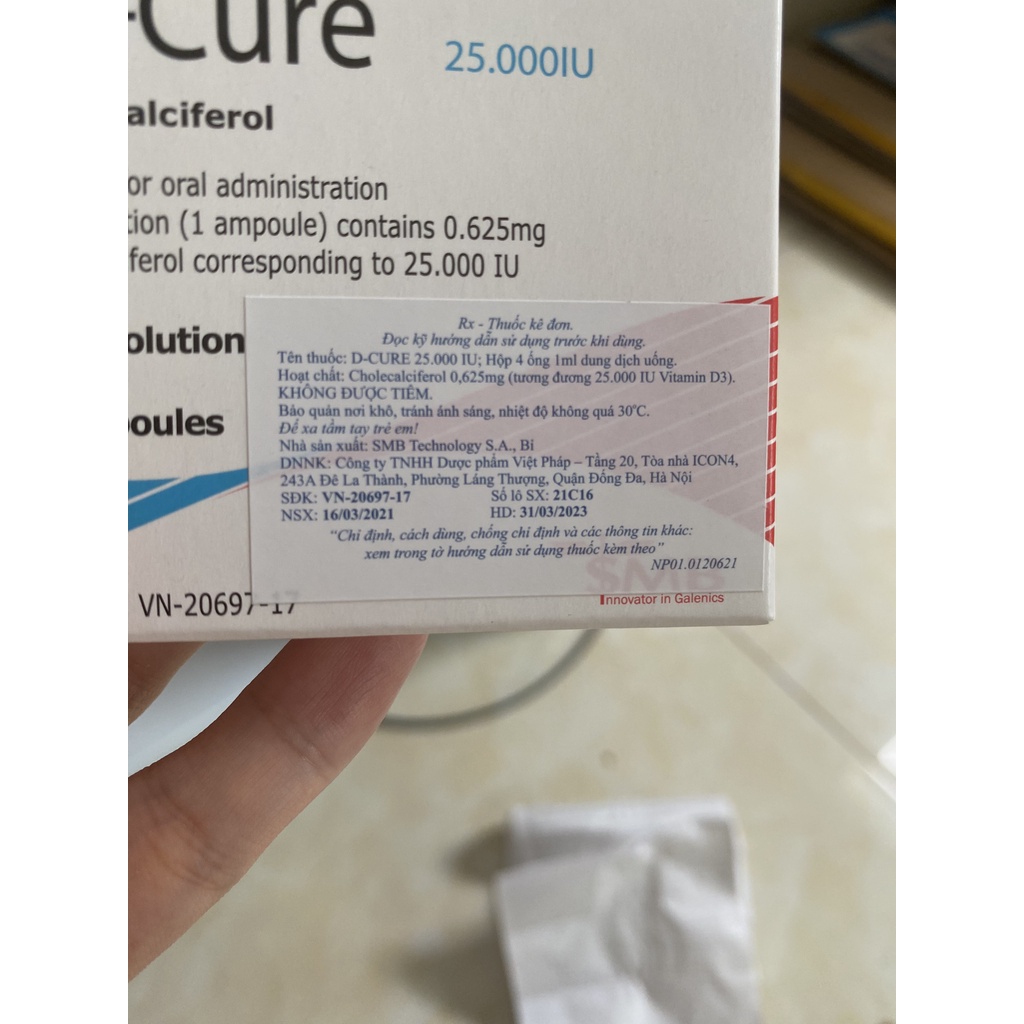 -Cure
25.000IU
alciferol
or oral administration
tion (1 ampoule) contains 0.625mg
ferol corresponding to 25.000 IU
olution
oules
Rx - Thuốc kê đơn.
Đọc kỹ hướng dẫn sử dụng trước khi dùng.
Tên thuốc: D-CURE 25.000 IU; Hộp 4 ống 1ml dung dịch uống.
Hoạt chất: Cholecalciferol 0,625mg (tương đương 25.000 IU Vitamin D3).
KHÔNG ĐƯỢC TIÊM.
Bảo quản nơi khô, tránh ánh sáng, nhiệt độ không quá 30°C.
Để xa tầm tay trẻ em!
Nhà sản xuất: SMB Technology S.A., Bỉ
DNNK: Công ty TNHH Dược phẩm Việt Pháp – Tầng 20, Tòa nhà ICON4,
243A Đê La Thành, Phường Láng Thượng, Quận Đống Đa, Hà Nội
SĐK: VN-20697-17 Số lô SX: 21C16
NSX: 16/03/2021 HD: 31/03/2023
“Chỉ định, cách dùng, chống chỉ định và các thông tin khác:
xem trong tờ hướng dẫn sử dụng thuốc kèm theo”
NP01.0120621
SMB
Innovator in Galenics
VN-20697-17